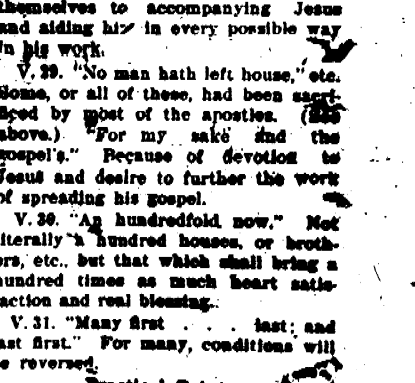 themselves to accompanying Jesus
and aiding him in every possible way
in his work.
V. 29. "No man hath left house," etc.
Some, or all of these, had been sacri-
ficed by most of the apostles. (See
above.) "For my sake and the
gospel's." Because of devotion to
Jesus and desire to further the work
of spreading his gospel.
V. 30. "An hundredfold now." Not
literally a hundred houses, or broth-
ers, etc., but that which shall bring a
hundred times as much heart satis-
faction and real blessing.
V. 31. "Many first . . . last; and
last first." For many, conditions will
be reversed.